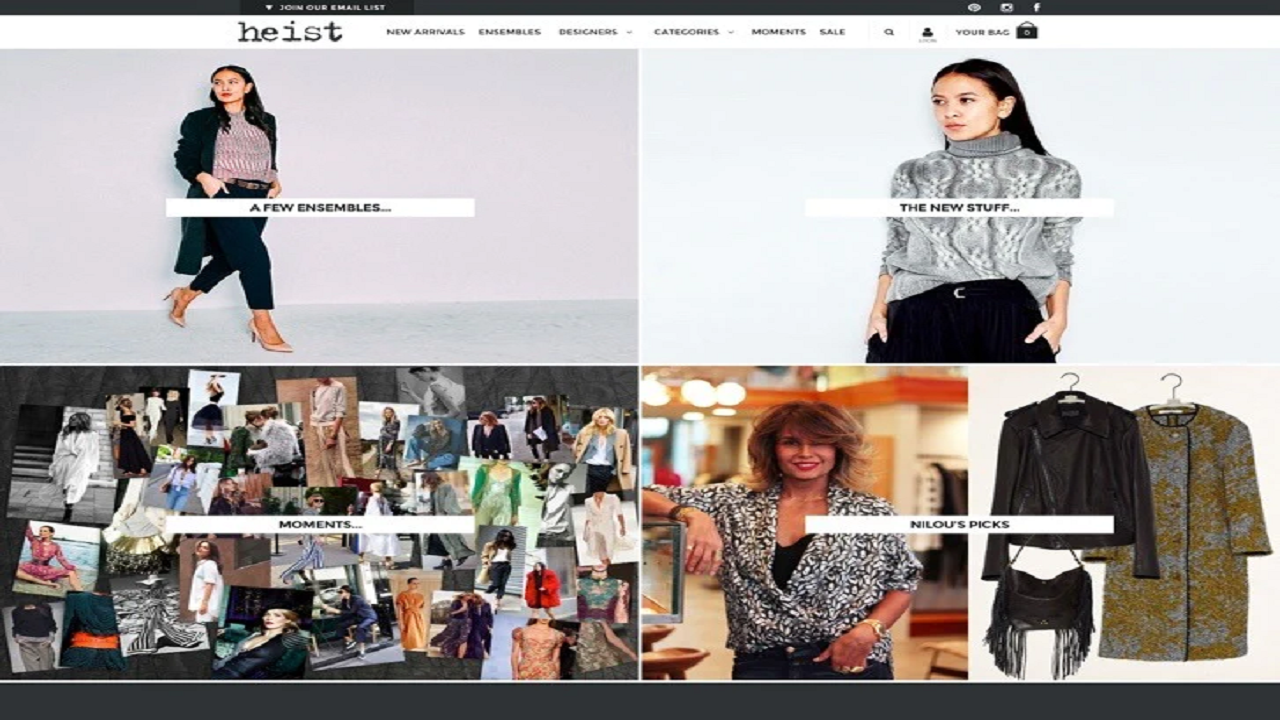 ▼ JOIN OUR EMAIL LIST
heist
NEW ARRIVALS ENSEMBLES DESIGNERS CATEGORIES MOMENTS SALE LOGIN YOUR BAG 0
A FEW ENSEMBLES...
THE NEW STUFF...
MOMENTS...
NILOU'S PICKS